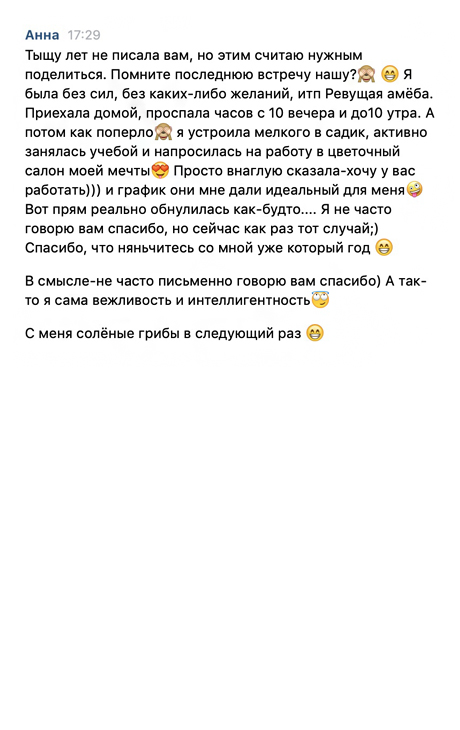 Анна 17:29
Тыщу лет не писала вам, но этим считаю нужным
поделиться. Помните последнюю встречу нашу?🙈 😁 Я
была без сил, без каких-либо желаний, итп Ревущая амёба.
Приехала домой, проспала часов с 10 вечера и до10 утра. А
потом как поперло🙈 я устроила мелкого в садик, активно
занялась учебой и напросилась на работу в цветочный
салон моей мечты😍 Просто внаглую сказала-хочу у вас
работать))) и график они мне дали идеальный для меня🤪
Вот прям реально обнулилась как-будто.... Я не часто
говорю вам спасибо, но сейчас как раз тот случай;)
Спасибо, что няньчитесь со мной уже который год 😁
В смысле-не часто письменно говорю вам спасибо) А так-
то я сама вежливость и интеллигентность😇
С меня солёные грибы в следующий раз 😁